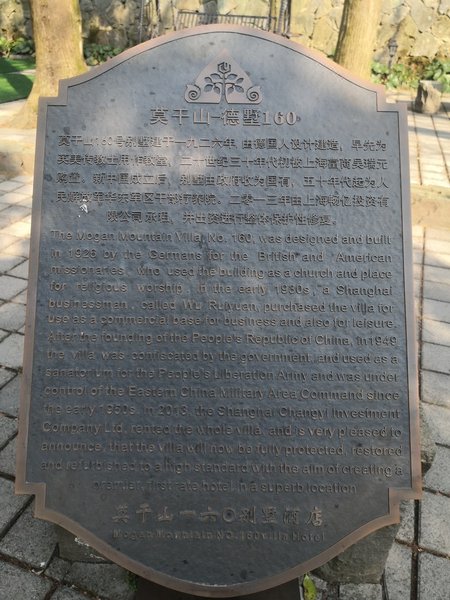 莫干山·德墅160
莫干山160号别墅建于一九二六年,由德国人设计建造,早先为
英美传教士用作教堂。二十世纪三十年代初被上海富商吴瑞元
购置。新中国成立后,别墅由政府收为国有,五十年代起为人
民解放军华东军区干部疗养院。二零一三年由上海 投资有
限公司承租,并出资进行整体保护性修复。
The Mogan Mountain Villa, No. 160, was designed and built
in 1926 by the Germans for the British and American
missionaries, who used the building as a church and place
for religious worship. In the early 1930s, a Shanghai
businessman, called Wu Ruiyuan, purchased the villa for
use as a commercial base for business and also for leisure.
After the founding of the People's Republic of China, in 1949
the villa was confiscated by the government, and used as a
sanatorium for the People's Liberation Army and was under
control of the Eastern China Military Area Command since
the early 1950s. In 2013, the Shanghai Changyi Investment
Company Ltd, rented the whole villa, and is very pleased to
announce, that the villa will now be fully protected, restored
and refurbished to a high standard with the aim of creating a
premier, first rate hotel in a superb location
莫干山一六〇别墅酒店
Mogan Mountain NO.160villa Hotel